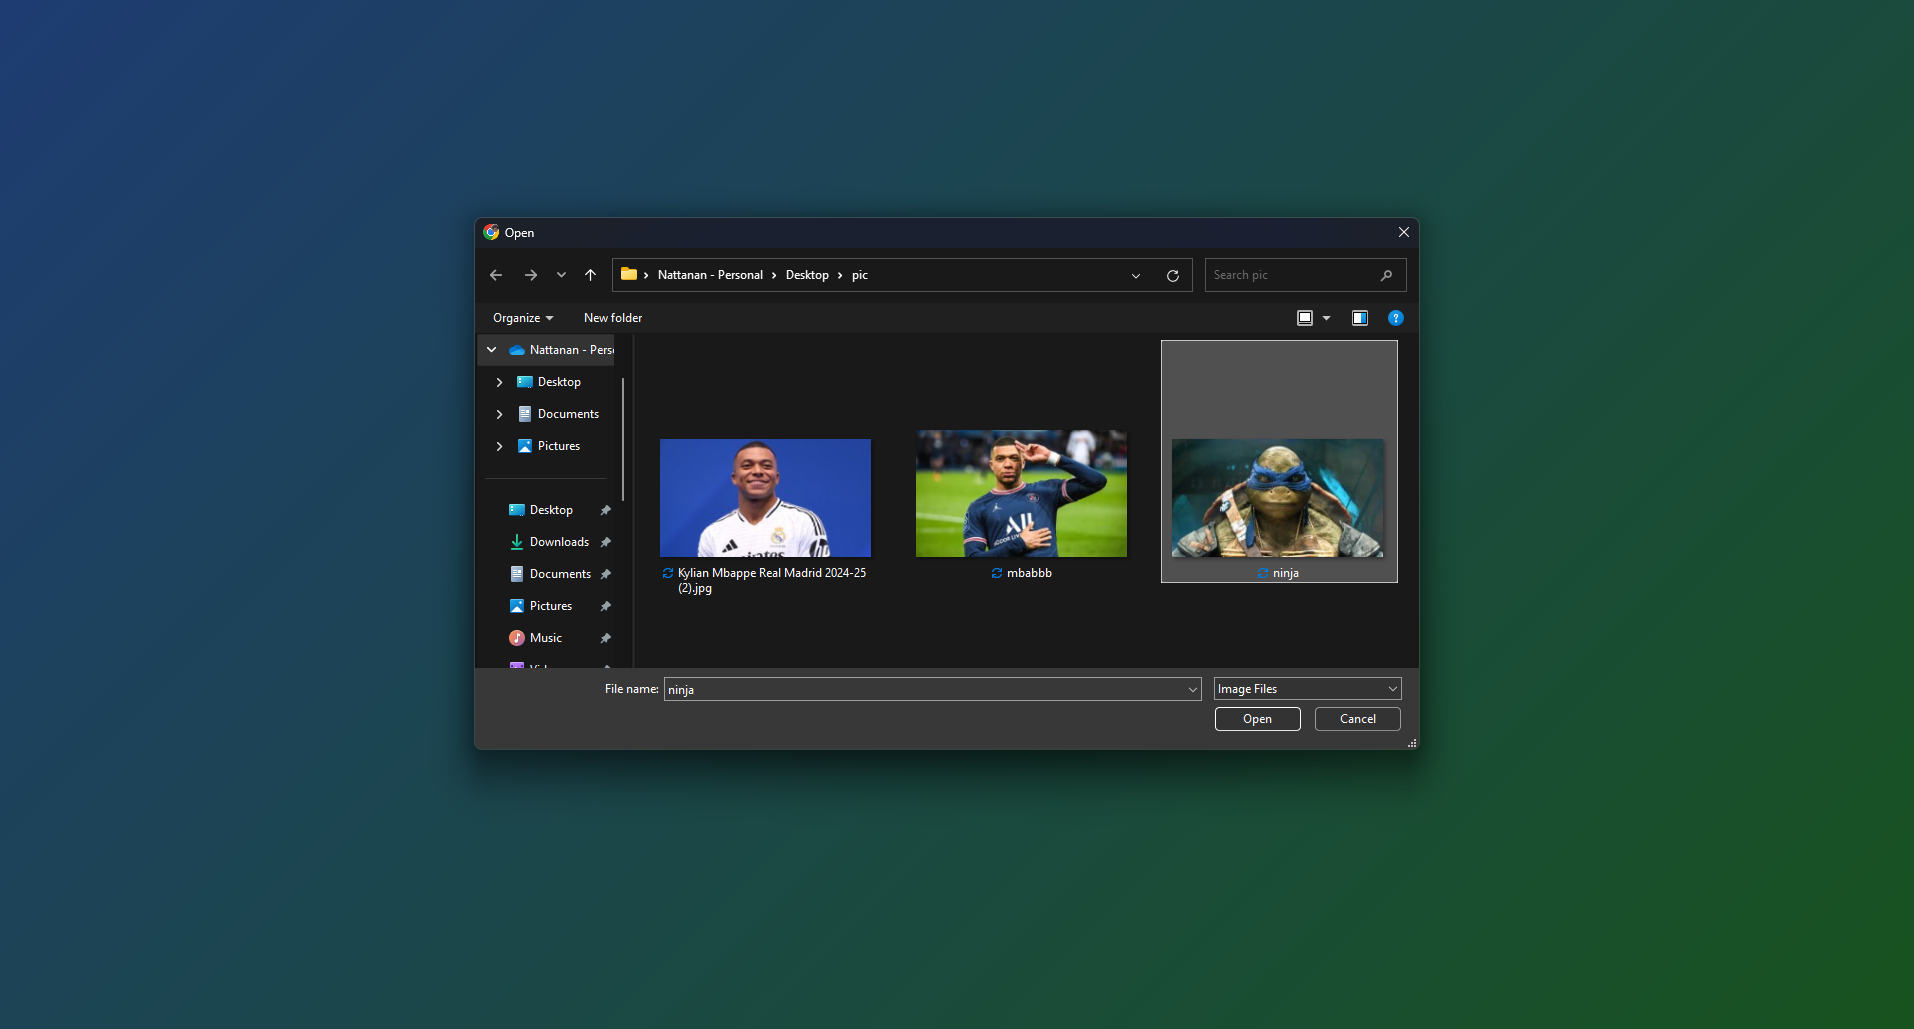 Open
Nattanan - Personal
Desktop
pic
Search pic
Organize
New folder
Nattanan - Pers
Desktop
Documents
Pictures
Desktop
Downloads
Documents
Pictures
Music
Kylian Mbappe Real Madrid 2024-25
(2).jpg
mbabbb
ninja
File name:
ninja
Image Files
Open
Cancel